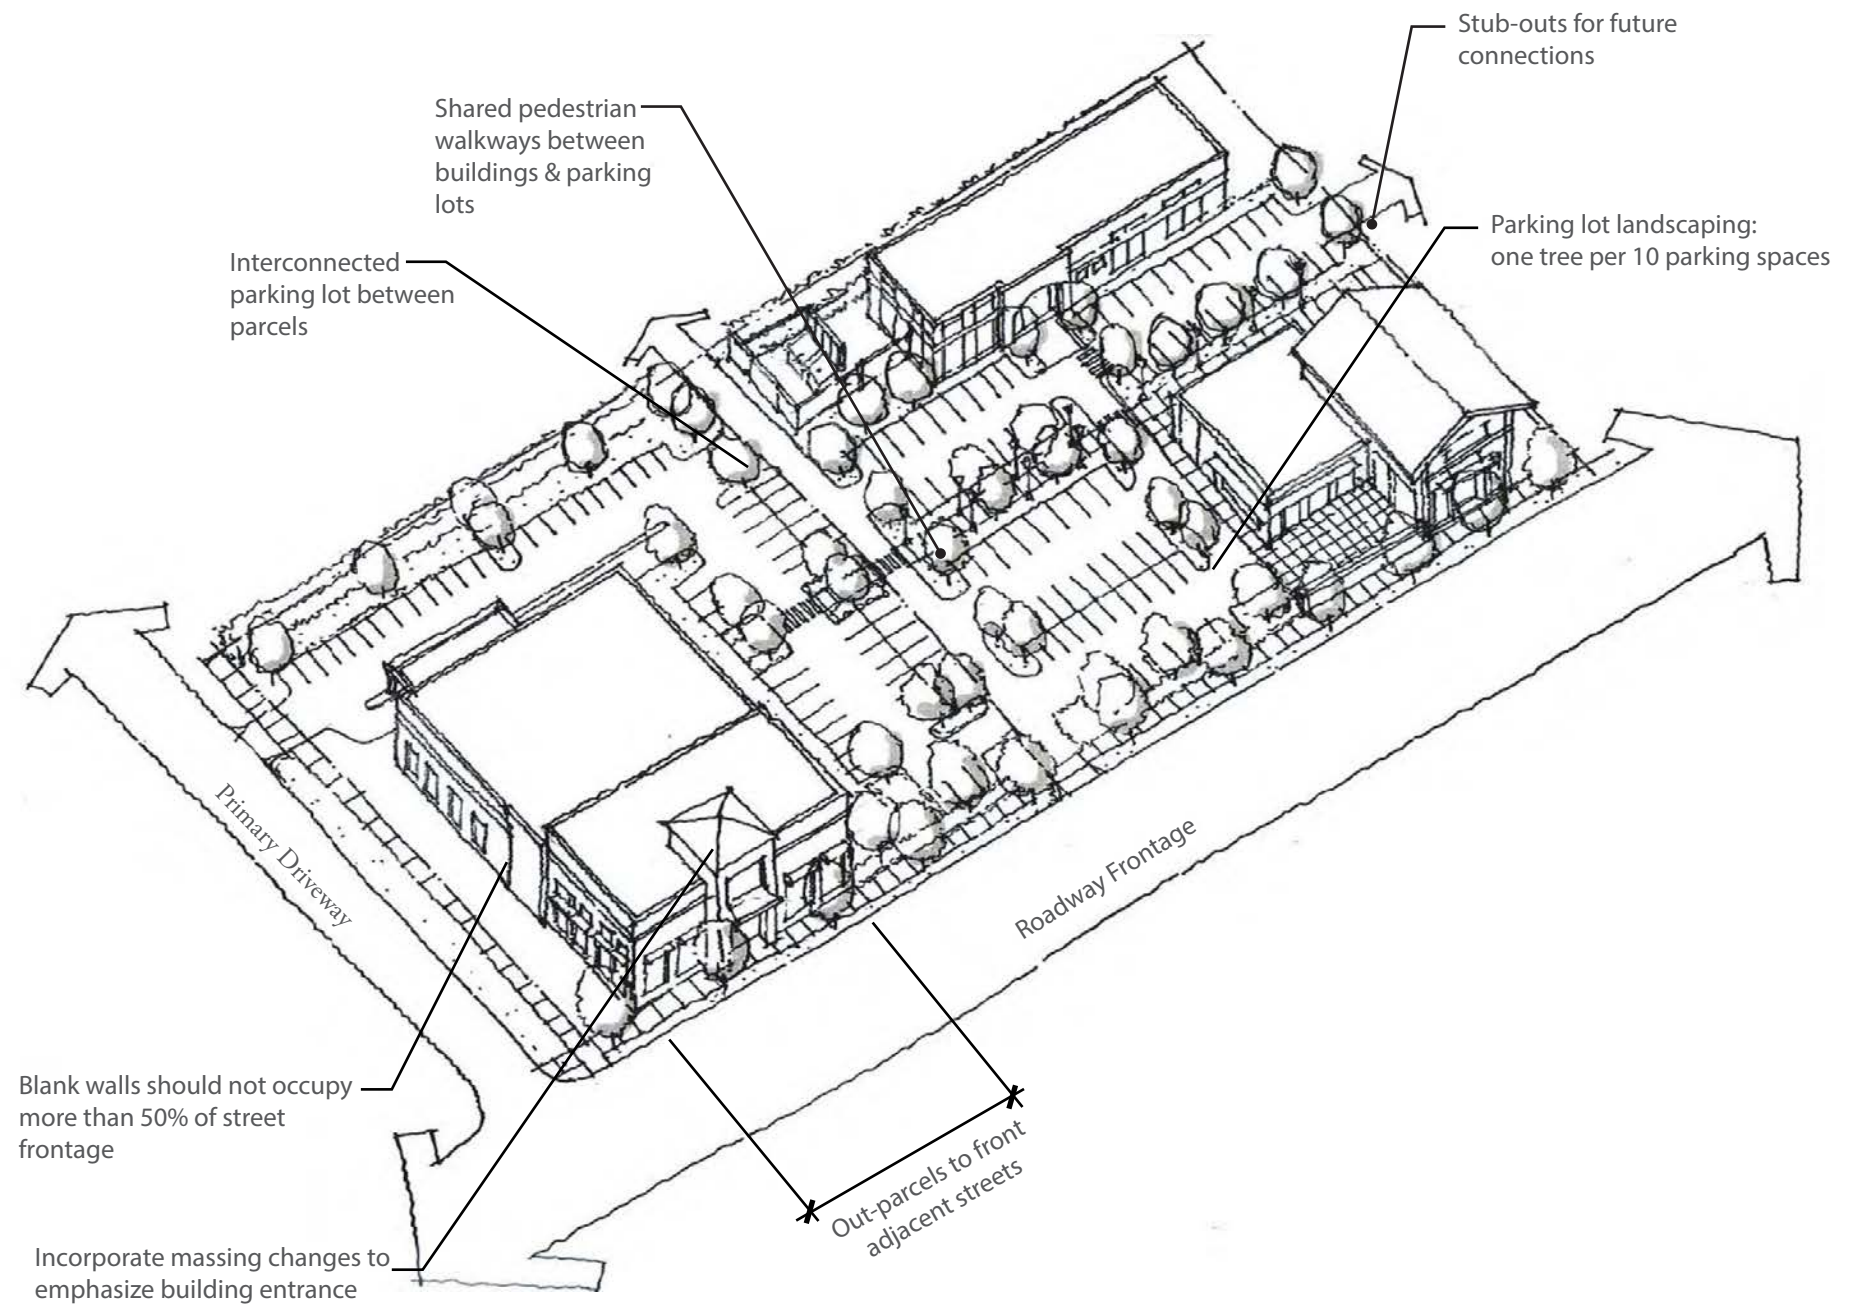 Stub-outs for future
connections
Shared pedestrian
walkways between
buildings & parking
lots
Parking lot landscaping:
one tree per 10 parking spaces
Interconnected
parking lot between
parcels
Primary Driveway
Roadway Frontage
Blank walls should not occupy
more than 50% of street
frontage
Out-parcels to front
adjacent streets
Incorporate massing changes to
emphasize building entrance